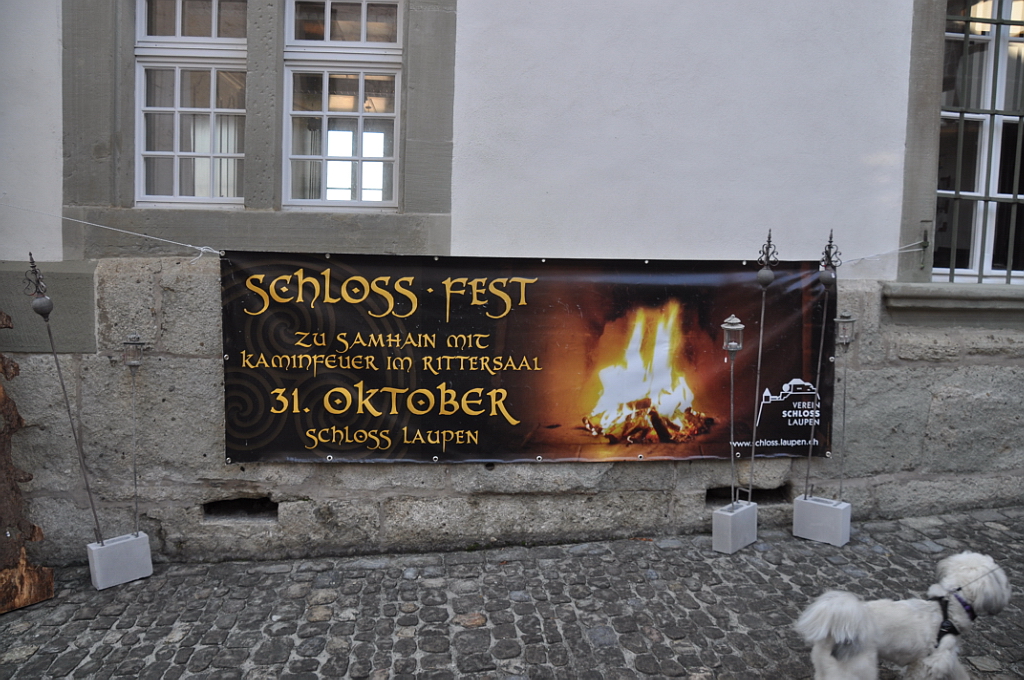 SCHLOSS · FEST
ZU SAMHAIN MIT
KAMINFEUER IM RITTERSAAL
31. OKTOBER
SCHLOSS LAUPEN
VEREIN
SCHLOSS
LAUPEN
www.schloss.laupen.ch